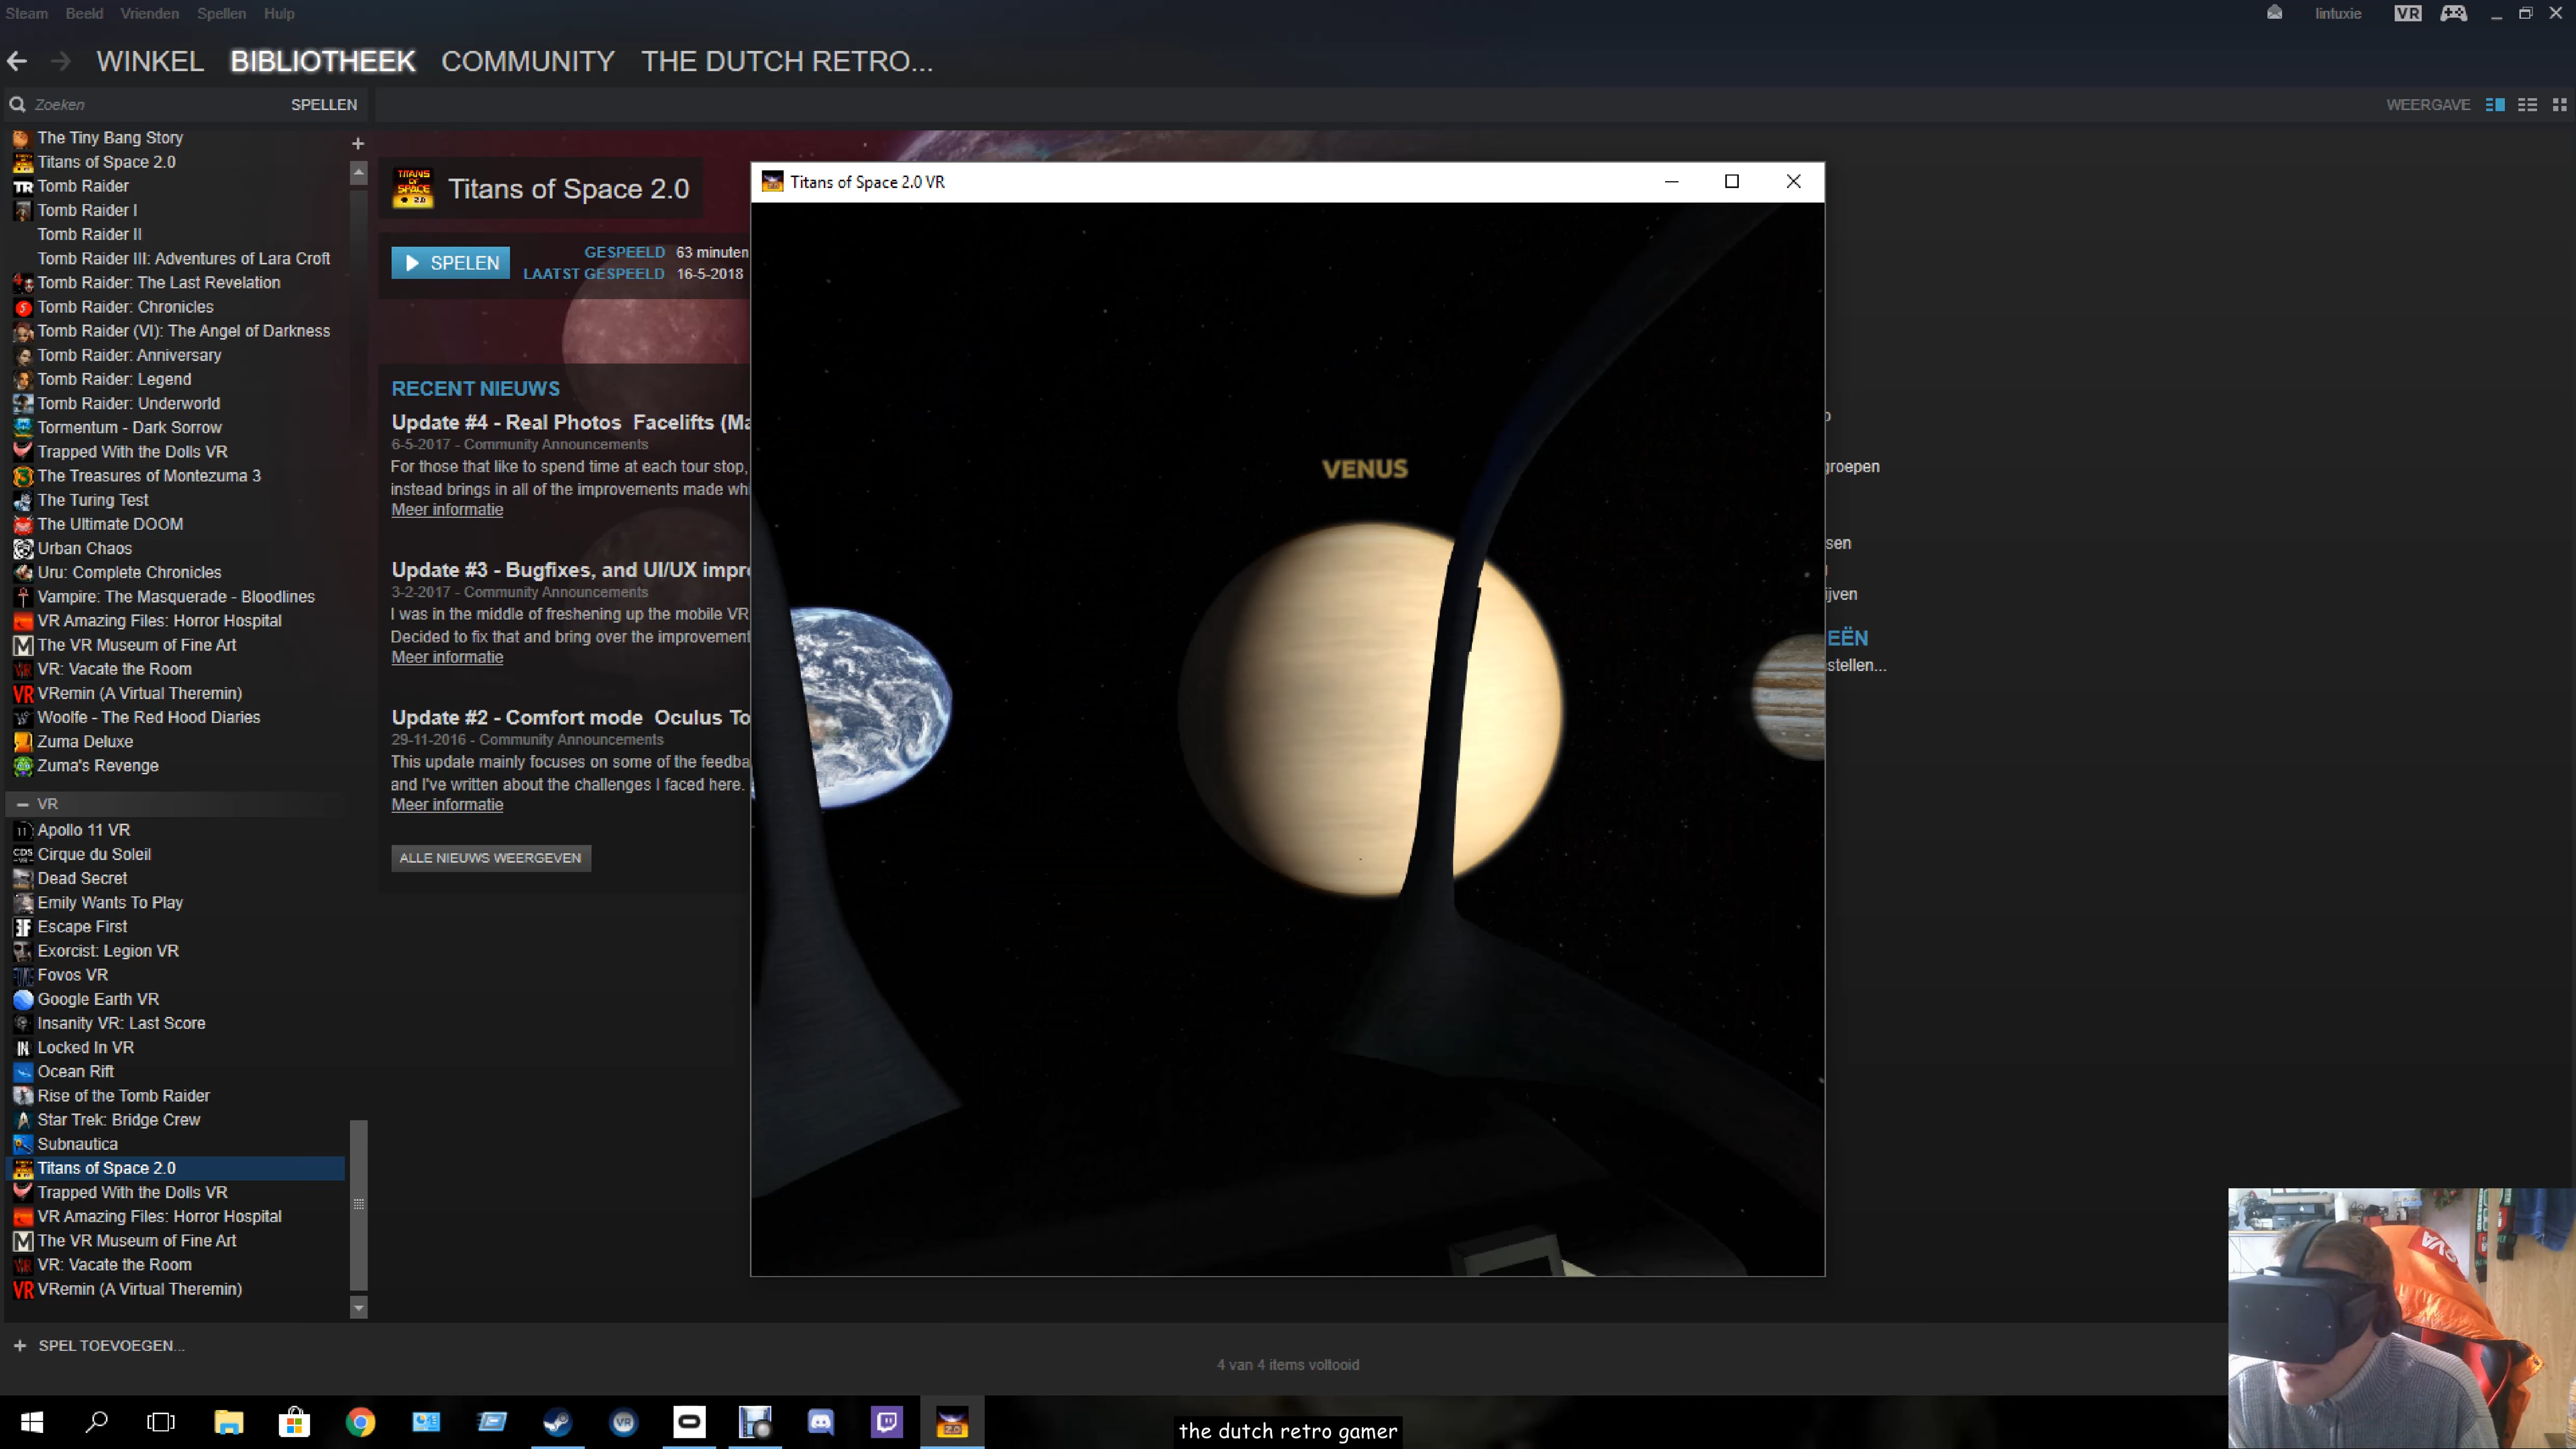 Steam Beeld Vrienden Spellen Hulp
lintuxie VR
WINKEL BIBLIOTHEEK COMMUNITY THE DUTCH RETRO...
Zoeken SPELLEN
WEERGAVE
The Tiny Bang Story
Titans of Space 2.0
Tomb Raider
Tomb Raider I
Tomb Raider II
Tomb Raider III: Adventures of Lara Croft
Tomb Raider: The Last Revelation
Tomb Raider: Chronicles
Tomb Raider (VI): The Angel of Darkness
Tomb Raider: Anniversary
Tomb Raider: Legend
Tomb Raider: Underworld
Tormentum - Dark Sorrow
Trapped With the Dolls VR
The Treasures of Montezuma 3
The Turing Test
The Ultimate DOOM
Urban Chaos
Uru: Complete Chronicles
Vampire: The Masquerade - Bloodlines
VR Amazing Files: Horror Hospital
The VR Museum of Fine Art
VR: Vacate the Room
VRemin (A Virtual Theremin)
Woolfe - The Red Hood Diaries
Zuma Deluxe
Zuma's Revenge
VR
Apollo 11 VR
Cirque du Soleil
Dead Secret
Emily Wants To Play
Escape First
Exorcist: Legion VR
Fovos VR
Google Earth VR
Insanity VR: Last Score
Locked In VR
Ocean Rift
Rise of the Tomb Raider
Star Trek: Bridge Crew
Subnautica
Titans of Space 2.0
Trapped With the Dolls VR
VR Amazing Files: Horror Hospital
The VR Museum of Fine Art
VR: Vacate the Room
VRemin (A Virtual Theremin)
+ SPEL TOEVOEGEN...
TITANS OF SPACE 2.0
Titans of Space 2.0
SPELEN
GESPEELD 63 minuten
LAATST GESPEELD 16-5-2018
RECENT NIEUWS
Update #4 - Real Photos Facelifts (Ma
6-5-2017 - Community Announcements
For those that like to spend time at each tour stop,
instead brings in all of the improvements made whi
Meer informatie
Update #3 - Bugfixes, and UI/UX impro
3-2-2017 - Community Announcements
I was in the middle of freshening up the mobile VR
Decided to fix that and bring over the improvement
Meer informatie
Update #2 - Comfort mode Oculus To
29-11-2016 - Community Announcements
This update mainly focuses on some of the feedba
and I've written about the challenges I faced here.
Meer informatie
ALLE NIEUWS WEERGEVEN
Titans of Space 2.0 VR
VENUS
groepen
sen
ijven
EËN
stellen...
4 van 4 items voltooid
the dutch retro gamer